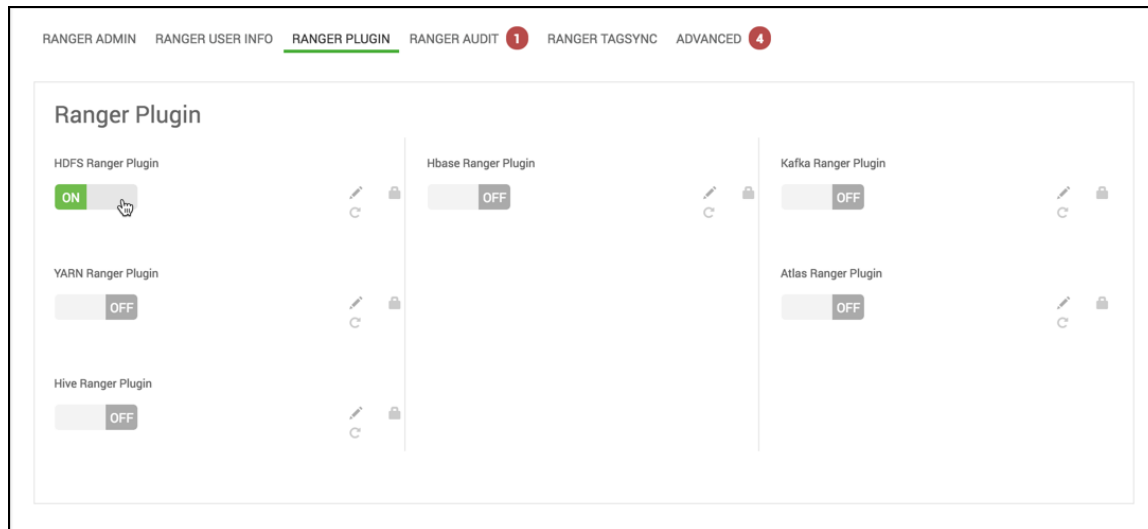 RANGER ADMIN RANGER USER INFO RANGER PLUGIN RANGER AUDIT 1 RANGER TAGSYNC ADVANCED 4
Ranger Plugin
HDFS Ranger Plugin Hbase Ranger Plugin Kafka Ranger Plugin
ON OFF OFF
YARN Ranger Plugin Atlas Ranger Plugin
OFF OFF
Hive Ranger Plugin
OFF